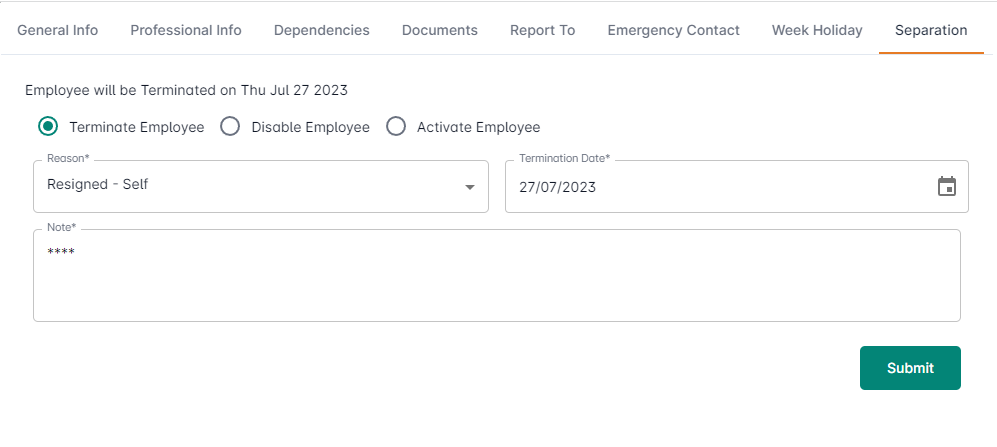 General Info Professional Info Dependencies Documents Report To Emergency Contact Week Holiday Separation
Employee will be Terminated on Thu Jul 27 2023
Terminate Employee Disable Employee Activate Employee
Reason* Termination Date*
Resigned - Self 27/07/2023
Note*
****
Submit